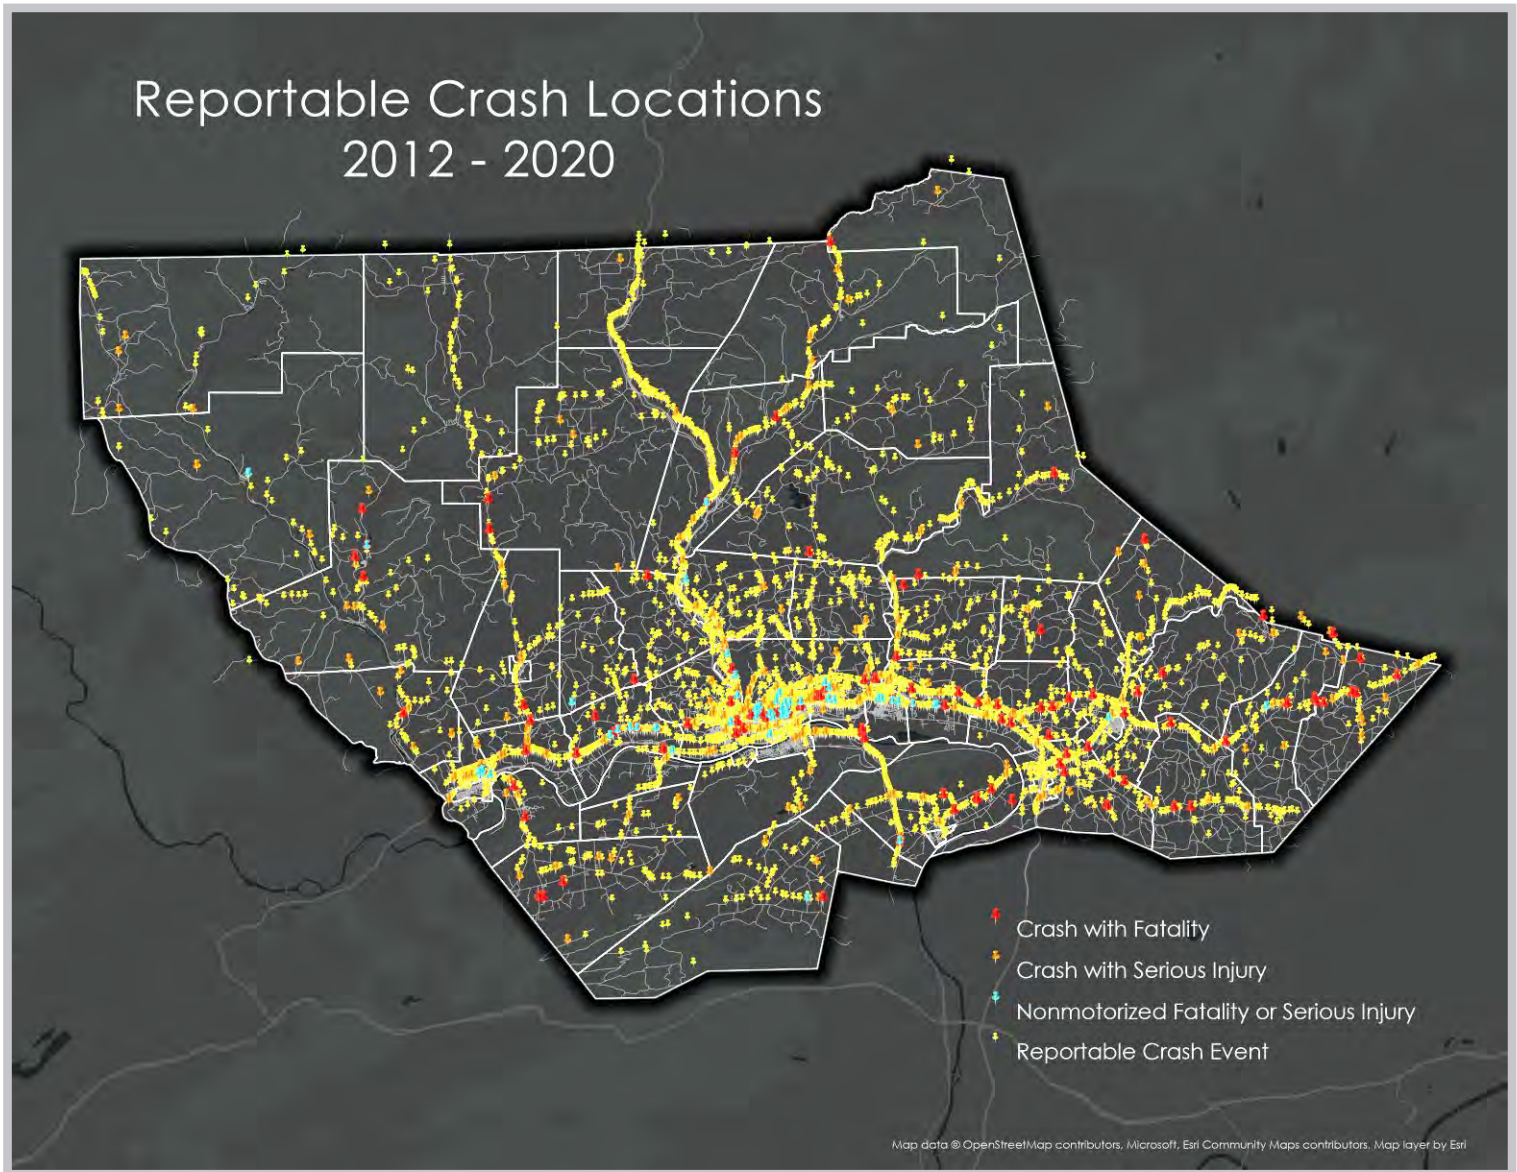 Reportable Crash Locations
2012 - 2020
Crash with Fatality
Crash with Serious Injury
Nonmotorized Fatality or Serious Injury
Reportable Crash Event
Map data © OpenStreetMap contributors, Microsoft, Esri Community Maps contributors, Map layer by Esri